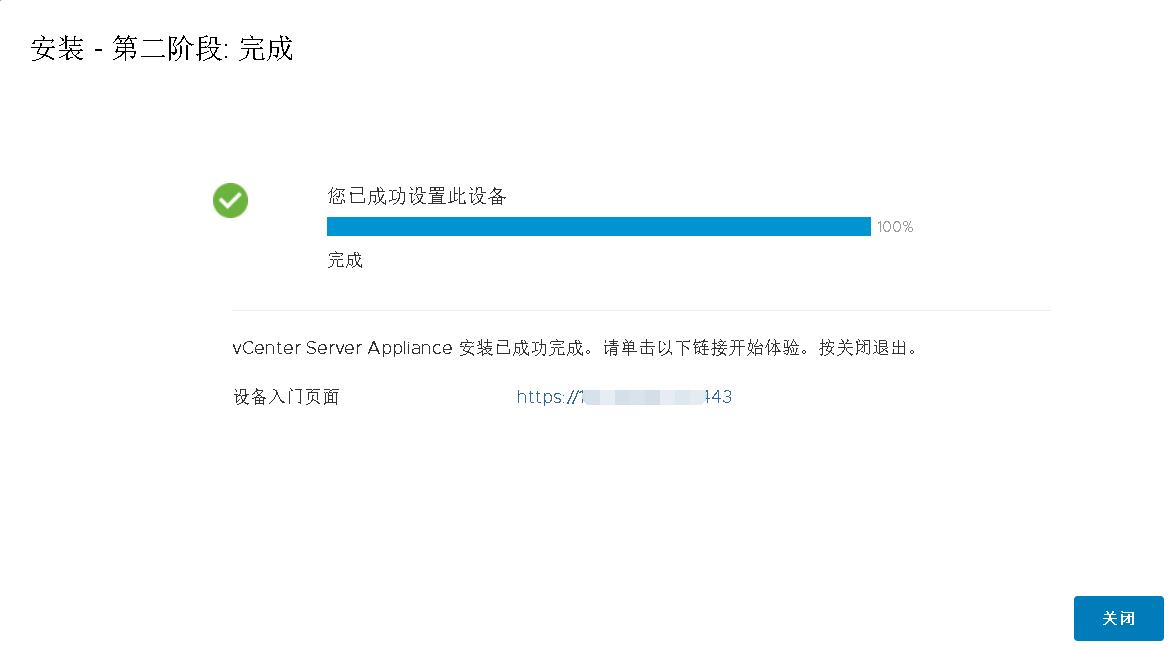 安装 - 第二阶段: 完成
您已成功设置此设备
100%
完成
vCenter Server Appliance 安装已成功完成。请单击以下链接开始体验。按关闭退出。
设备入门页面 https://1 443
关闭